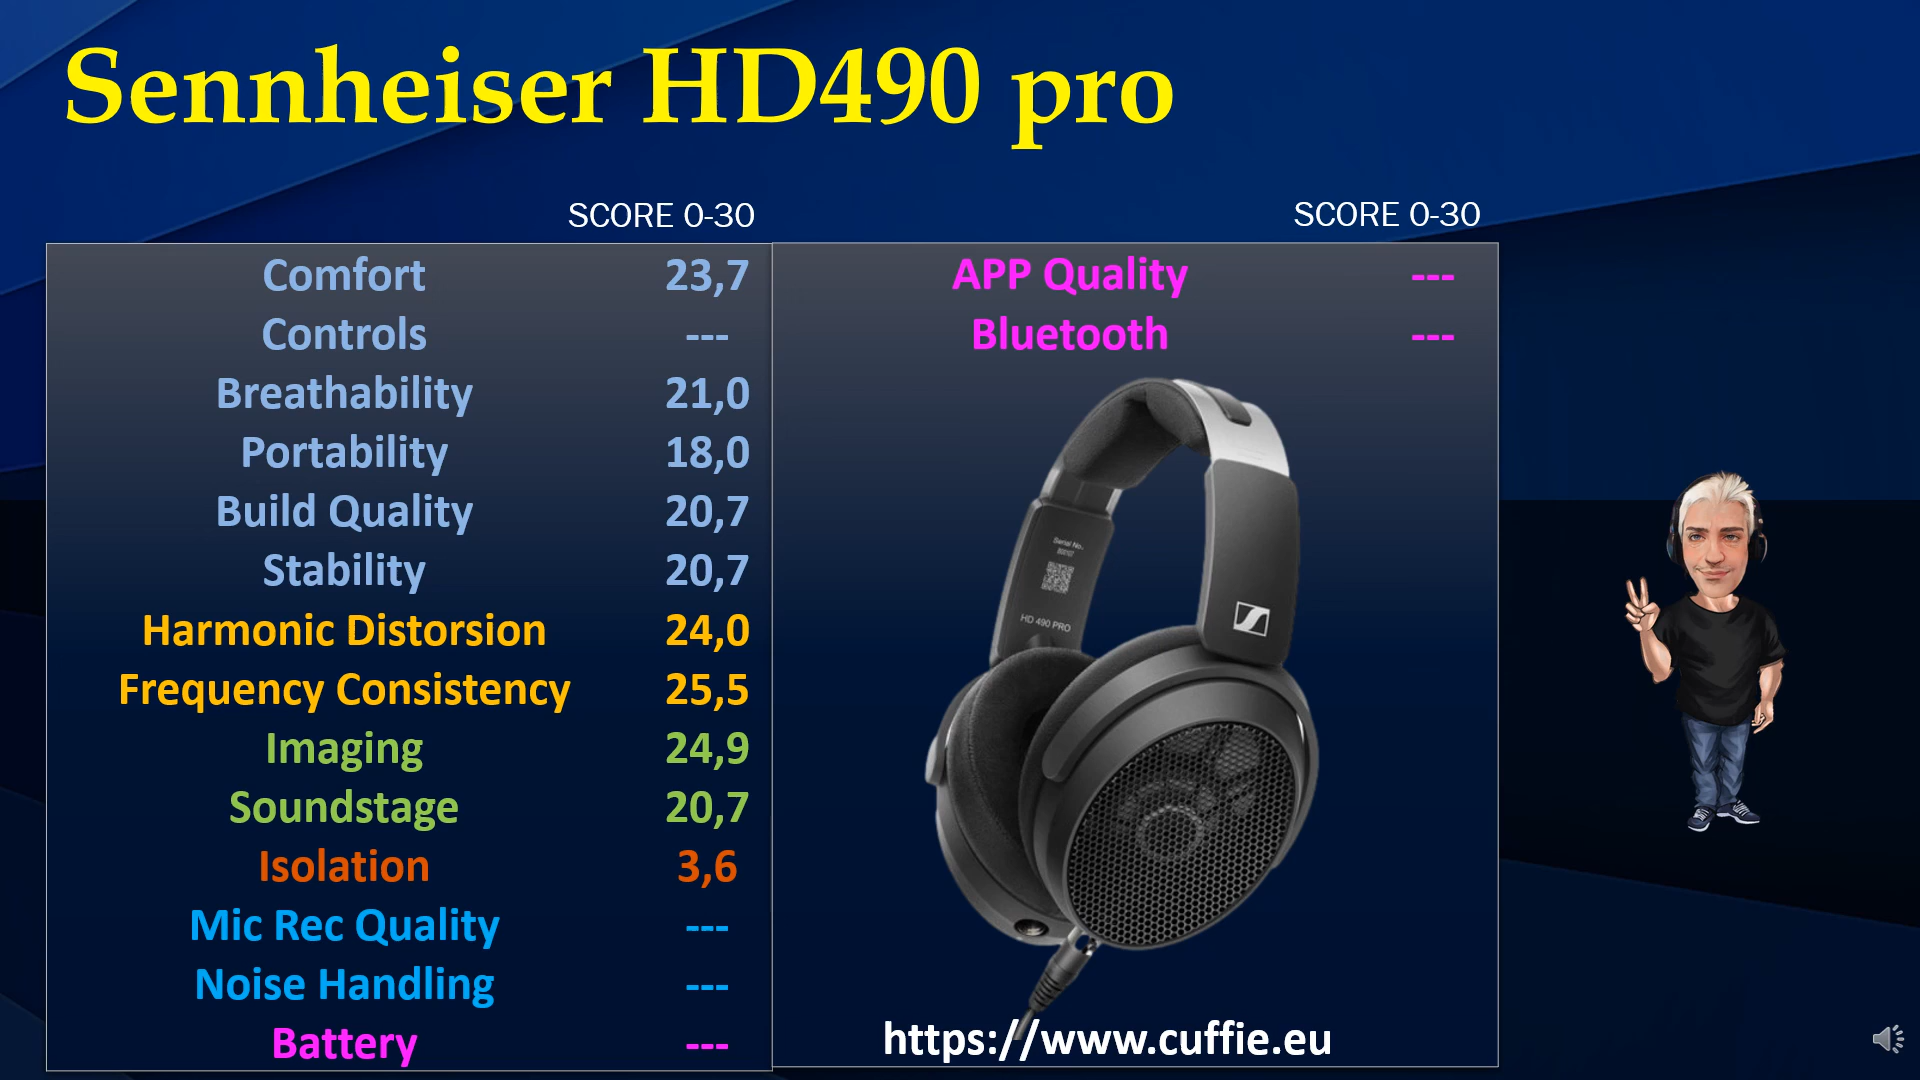 Sennheiser HD490 pro
SCORE 0-30
SCORE 0-30
Comfort 23,7
Controls ---
Breathability 21,0
Portability 18,0
Build Quality 20,7
Stability 20,7
Harmonic Distorsion 24,0
Frequency Consistency 25,5
Imaging 24,9
Soundstage 20,7
Isolation 3,6
Mic Rec Quality ---
Noise Handling ---
Battery ---
APP Quality ---
Bluetooth ---
Serial No.
HD 490 PRO
https://www.cuffie.eu